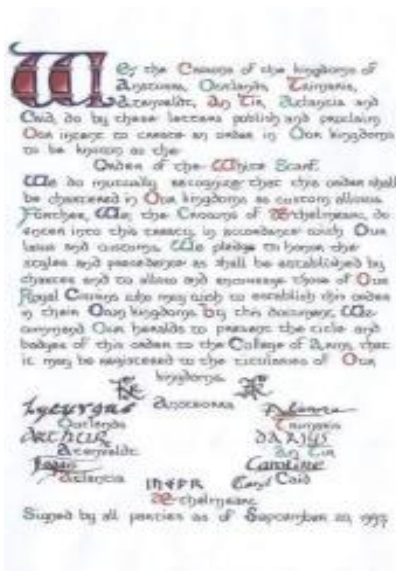 We, the Crowns of the kingdoms of
Ansteorra, Outlands, Trimaris,
Atenveldt, An Tir, Atlantia and
Caid, do by these letters publish and proclaim
Our intent to create an order in Our kingdoms
to be known as the
Order of the White Scarf.
We do mutually recognize that this order shall
be chartered in Our kingdoms as custom allows.
Further, We, the Crowns of Æthelmearc, do
enter into this treaty, in accordance with Our
laws and customs. We pledge to honor the
styles and precedence as shall be established by
charter and to allow and encourage those of Our
Royal Cousins who may wish to establish this order
in their Own kingdoms. By this document, We
command Our heralds to present the title and
badges of this order to the College of Arms, that
it may be registered to the titularies of Our
kingdoms.
Ansteorra
Lycurgus
Outlands Trimaris
Arthur Darius
Atenveldt An Tir
Caroline
Atlantia Caid
Æthelmearc
Signed by all parties as of September 20, 1997